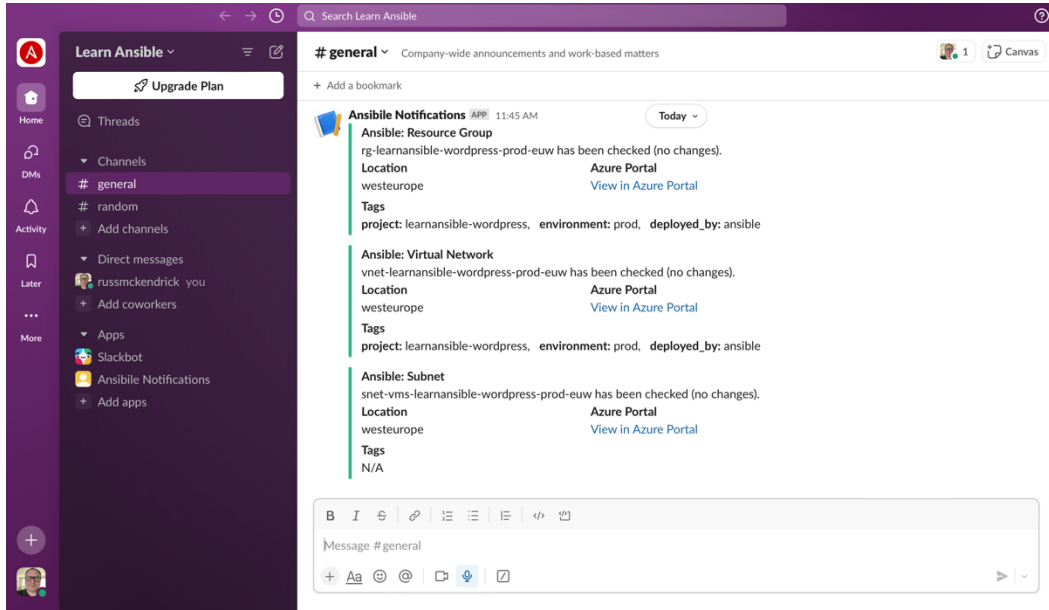 Search Learn Ansible
Learn Ansible
Upgrade Plan
Home
DMs
Activity
Later
More
Threads
Channels
# general
# random
+ Add channels
Direct messages
russmckendrick you
+ Add coworkers
Apps
Slackbot
Ansibile Notifications
+ Add apps
# general Company-wide announcements and work-based matters
1
Canvas
+ Add a bookmark
Today
Ansibile Notifications APP 11:45 AM
Ansible: Resource Group
rg-learnansible-wordpress-prod-euw has been checked (no changes).
Location Azure Portal
westeurope View in Azure Portal
Tags
project: learnansible-wordpress, environment: prod, deployed_by: ansible
Ansible: Virtual Network
vnet-learnansible-wordpress-prod-euw has been checked (no changes).
Location Azure Portal
westeurope View in Azure Portal
Tags
project: learnansible-wordpress, environment: prod, deployed_by: ansible
Ansible: Subnet
snet-vms-learnansible-wordpress-prod-euw has been checked (no changes).
Location Azure Portal
westeurope View in Azure Portal
Tags
N/A
B I S
Message #general
+ Aa @